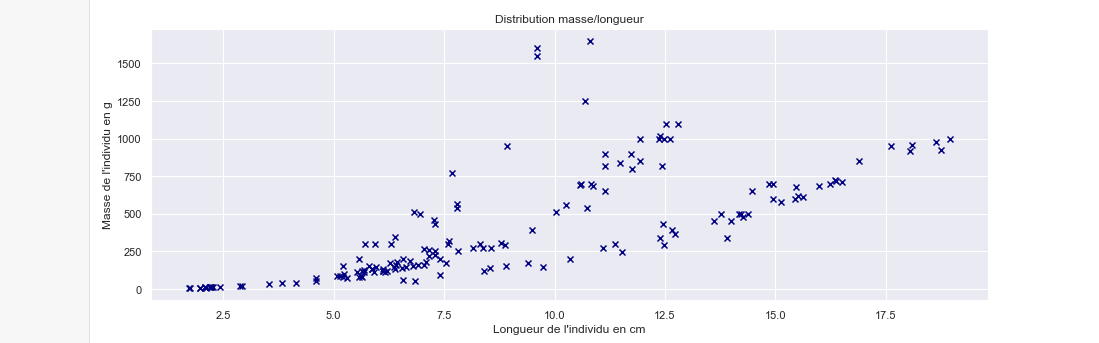 Distribution masse/longueur
Masse de l'individu en g
1500
1250
1000
750
500
250
0
2.5 5.0 7.5 10.0 12.5 15.0 17.5
Longueur de l'individu en cm